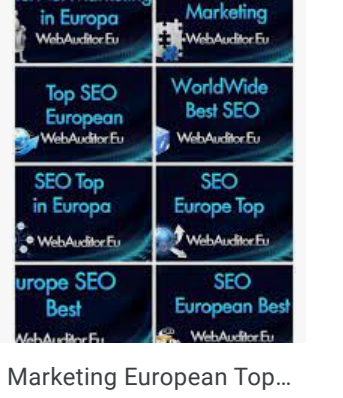 in Europa
WebAuditor.Eu
Marketing
WebAuditor.Eu
Top SEO
European
WebAuditor.Eu
WorldWide
Best SEO
WebAuditor.Eu
SEO Top
in Europa
WebAuditor.Eu
SEO
Europe Top
WebAuditor.Eu
urope SEO
Best
WebAuditor.Eu
SEO
European Best
WebAuditor.Eu
Marketing European Top...